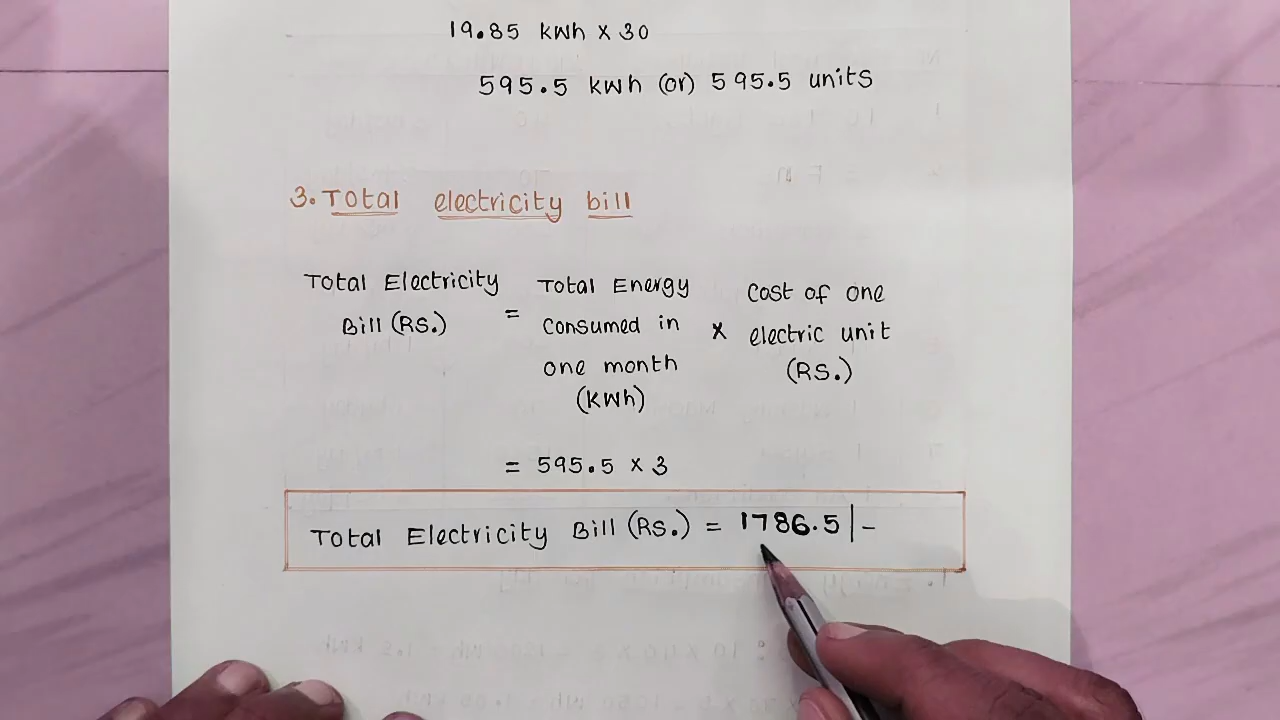 19.85 kWh x 30
595.5 kWh (or) 595.5 units
3. Total electricity bill
Total Electricity Bill (RS.) = Total Energy consumed in one month (kWh) x cost of one electric unit (RS.)
= 595.5 x 3
Total Electricity Bill (RS.) = 1786.5|-